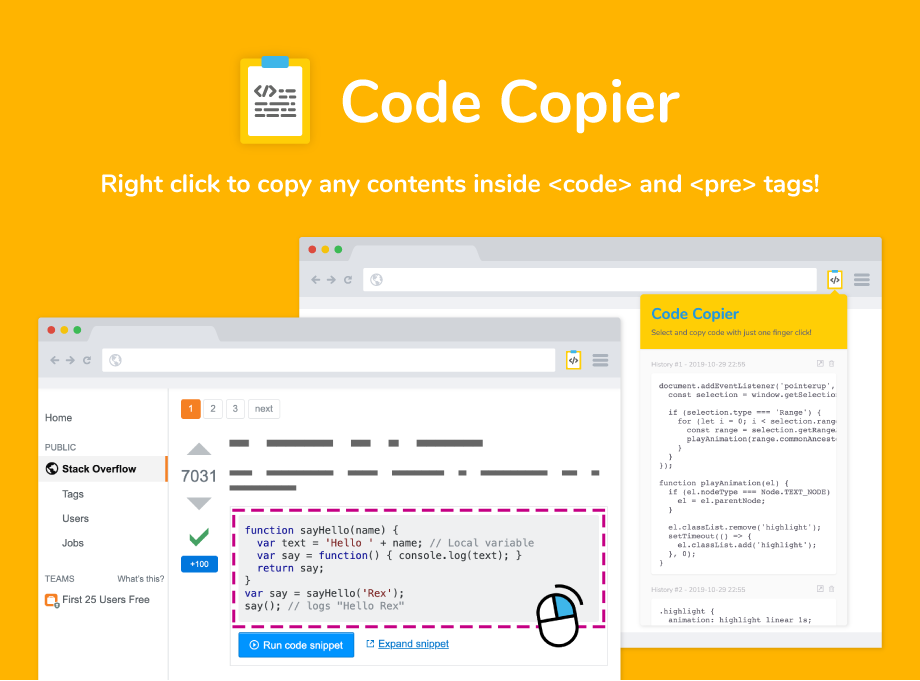 </>
Code Copier
Right click to copy any contents inside <code> and <pre> tags!
</>
Code Copier
Select and copy code with just one finger click!
History #1 - 2019-10-29 22:55
document.addEventListener('pointerup',
const selection = window.getSelection
if (selection.type === 'Range') {
for (let i = 0; i < selection.range
const range = selection.getRange
playAnimation(range.commonAncest
}
}
});
function playAnimation(el) {
if (el.nodeType === Node.TEXT_NODE)
el = el.parentNode;
}
el.classList.remove('highlight');
setTimeout(() => {
el.classList.add('highlight');
}, 0);
}
History #2 - 2019-10-29 22:55
.highlight {
animation: highlight linear 1s;
</>
Home
PUBLIC
Stack Overflow
Tags
Users
Jobs
TEAMS What's this?
First 25 Users Free
1 2 3 next
7031
+100
function sayHello(name) {
var text = 'Hello ' + name; // Local variable
var say = function() { console.log(text); }
return say;
}
var say = sayHello('Rex');
say(); // logs "Hello Rex"
Run code snippet
Expand snippet